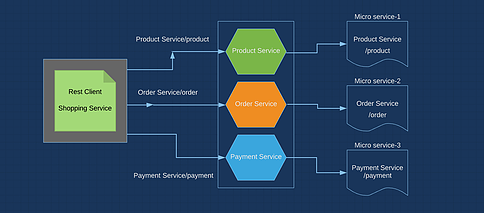 Micro service-1
Product Service/product
Product Service
Product Service
/product
Rest Client
Shopping Service
Order Service/order
Order Service
Micro service-2
Order Service
/order
Micro service-3
Payment Service
Payment Service
/payment
Payment Service/payment